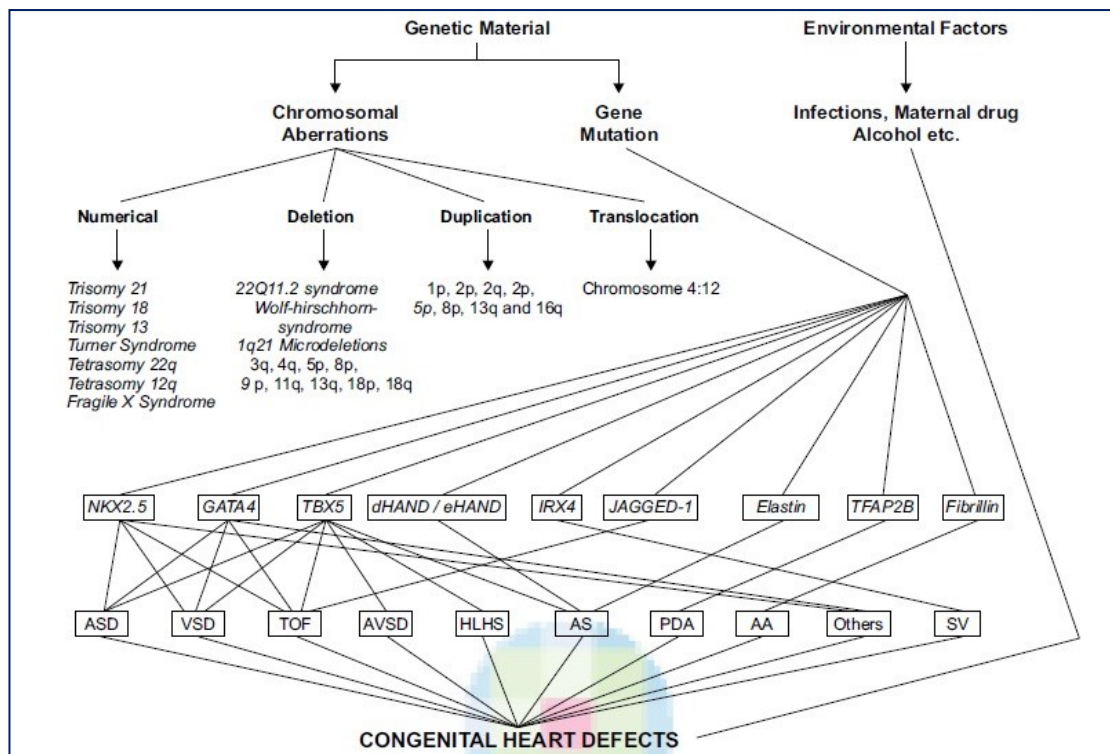 Genetic Material
Environmental Factors
Chromosomal
Aberrations
Gene
Mutation
Infections, Maternal drug
Alcohol etc.
Numerical
Deletion
Duplication
Translocation
Trisomy 21
Trisomy 18
Trisomy 13
Turner Syndrome
Tetrasomy 22q
Tetrasomy 12q
Fragile X Syndrome
22Q11.2 syndrome
Wolf-hirschhorn-
syndrome
1q21 Microdeletions
3q, 4q, 5p, 8p,
9 p, 11q, 13q, 18p, 18q
1p, 2p, 2q, 2p,
5p, 8p, 13q and 16q
Chromosome 4:12
NKX2.5
GATA4
TBX5
dHAND / eHAND
IRX4
JAGGED-1
Elastin
TFAP2B
Fibrillin
ASD
VSD
TOF
AVSD
HLHS
AS
PDA
AA
Others
SV
CONGENITAL HEART DEFECTS